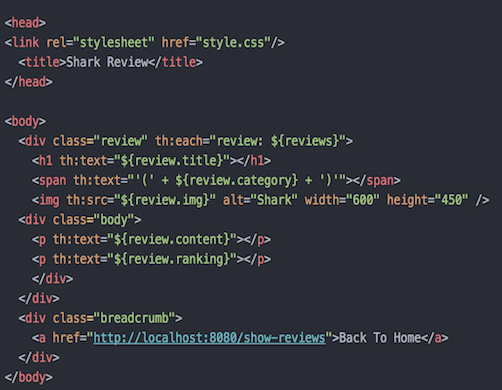 <head>
<link rel="stylesheet" href="style.css"/>
<title>Shark Review</title>
</head>
<body>
<div class="review" th:each="review: ${reviews}">
<h1 th:text="${review.title}"></h1>
<span th:text="'(' + ${review.category} + ')'"></span>
<img th:src="${review.img}" alt="Shark" width="600" height="450" />
<div class="body">
<p th:text="${review.content}"></p>
<p th:text="${review.ranking}"></p>
</div>
</div>
<div class="breadcrumb">
<a href="http://localhost:8080/show-reviews">Back To Home</a>
</div>
</body>